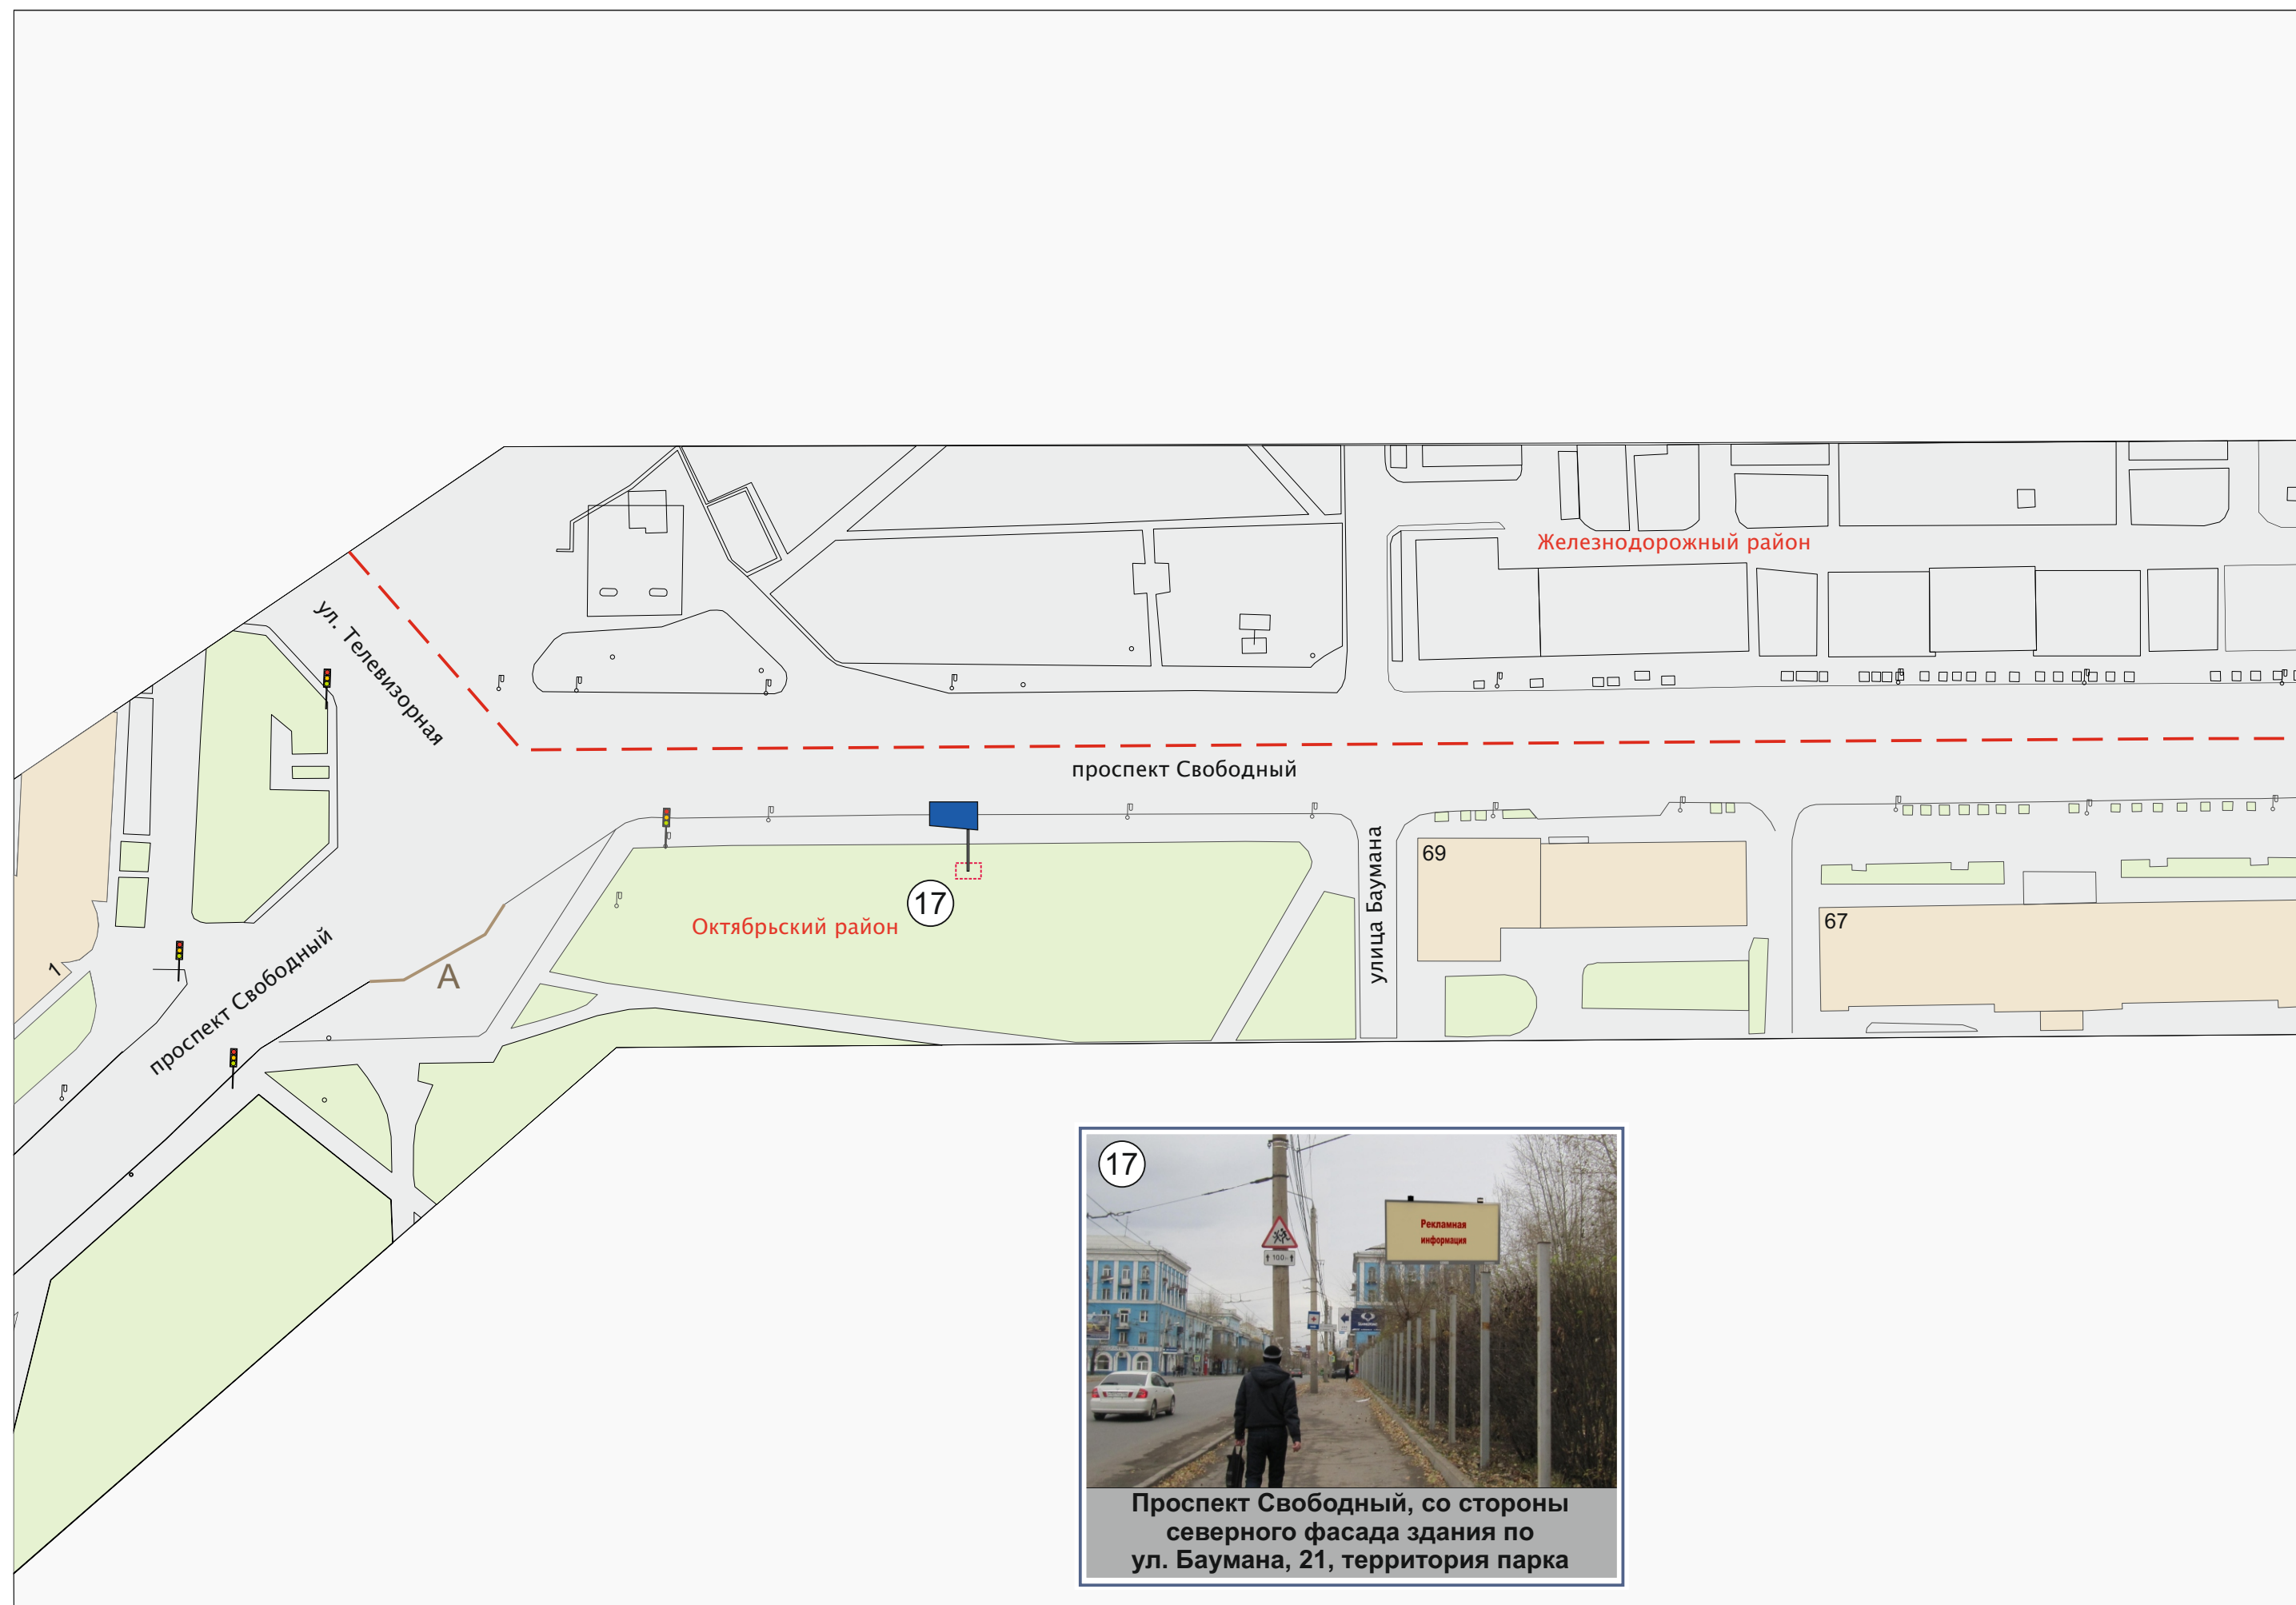 Железнодорожный район
ул. Телевизорная
проспект Свободный
69
17
67
Октябрьский район
улица Баумана
1
А
проспект Свободный
17
Рекламная
информация
100
Проспект Свободный, со стороны
северного фасада здания по
ул. Баумана, 21, территория парка